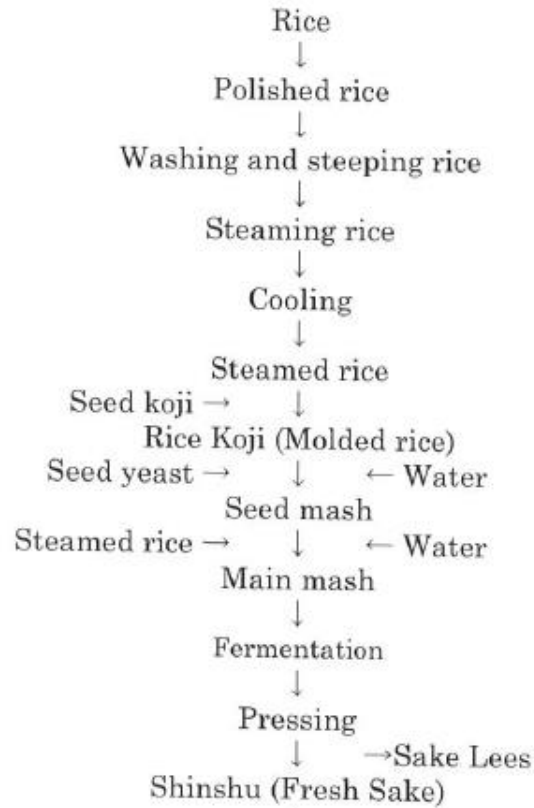 Rice
↓
Polished rice
↓
Washing and steeping rice
↓
Steaming rice
↓
Cooling
↓
Steamed rice
Seed koji → ↓
Rice Koji (Molded rice)
Seed yeast → ↓ ← Water
Seed mash
Steamed rice → ↓ ← Water
Main mash
↓
Fermentation
↓
Pressing
↓ →Sake Lees
Shinshu (Fresh Sake)